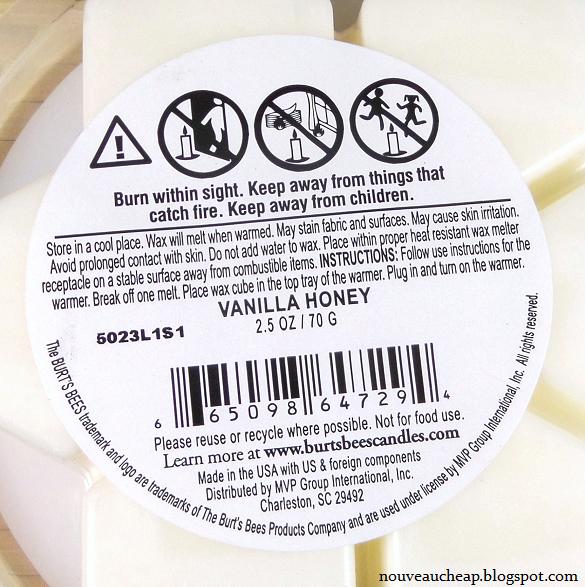 Burn within sight. Keep away from things that
catch fire. Keep away from children.
Store in a cool place. Wax will melt when warmed. May stain fabric and surfaces. May cause skin irritation.
Avoid prolonged contact with skin. Do not add water to wax. Place within proper heat resistant wax melter
receptacle on a stable surface away from combustible items. INSTRUCTIONS: Follow use instructions for the
warmer. Break off one melt. Place wax cube in the top tray of the warmer. Plug in and turn on the warmer.
VANILLA HONEY
2.5 OZ / 70 G
5023L1S1
6 65098 64729 4
Please reuse or recycle where possible. Not for food use.
Learn more at www.burtsbeescandles.com
Made in the USA with US & foreign components
Distributed by MVP Group International, Inc.
Charleston, SC 29492
The BURT'S BEES trademark and logo are trademarks of The Burt's Bees Products Company and are used under license by MVP Group International, Inc. All rights reserved.
nouveaucheap.blogspot.com